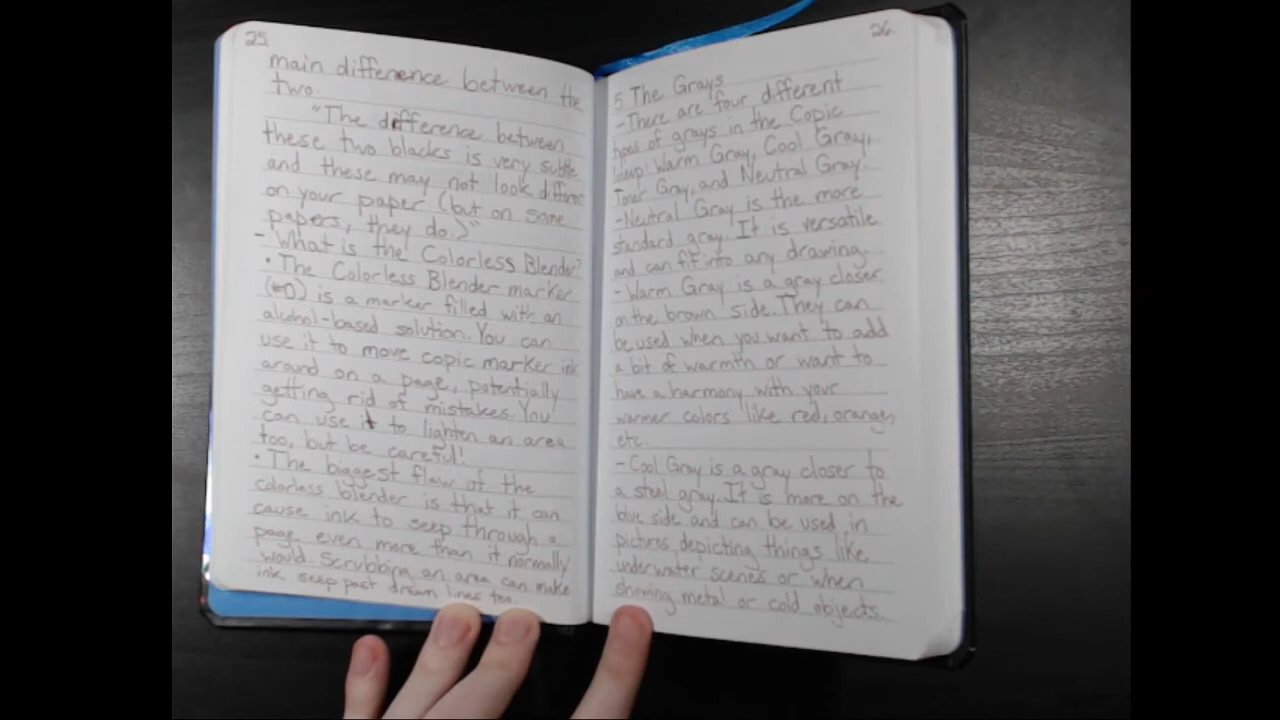 25
main difference between the
two.
"The difference between
these two blacks is very subtle
and these may not look different
on your paper (but on some
papers, they do.)"
- What is the Colorless Blender?
• The Colorless Blender marker
(0) is a marker filled with an
alcohol-based solution. You can
use it to move copic marker ink
around on a page, potentially
getting rid of mistakes. You
can use it to lighten an area
too, but be careful!
• The biggest flaw of the
colorless blender is that it can
cause ink to seep through a
page even more than it normally
would. Scrubbing an area can make
ink seep past drawn lines too.
26
5 The Grays
- There are four different
types of grays in the Copic
lineup: Warm Gray, Cool Gray,
Toner Gray, and Neutral Gray
- Neutral Gray is the more
standard gray. It is versatile
and can fit into any drawing.
- Warm Gray is a gray closer
on the brown side. They can
be used when you want to add
a bit of warmth or want to
have a harmony with your
warmer colors like red, orange,
etc.
- Cool Gray is a gray closer to
a steel gray. It is more on the
blue side and can be used in
pictures depicting things like
underwater scenes or when
showing metal or cold objects.